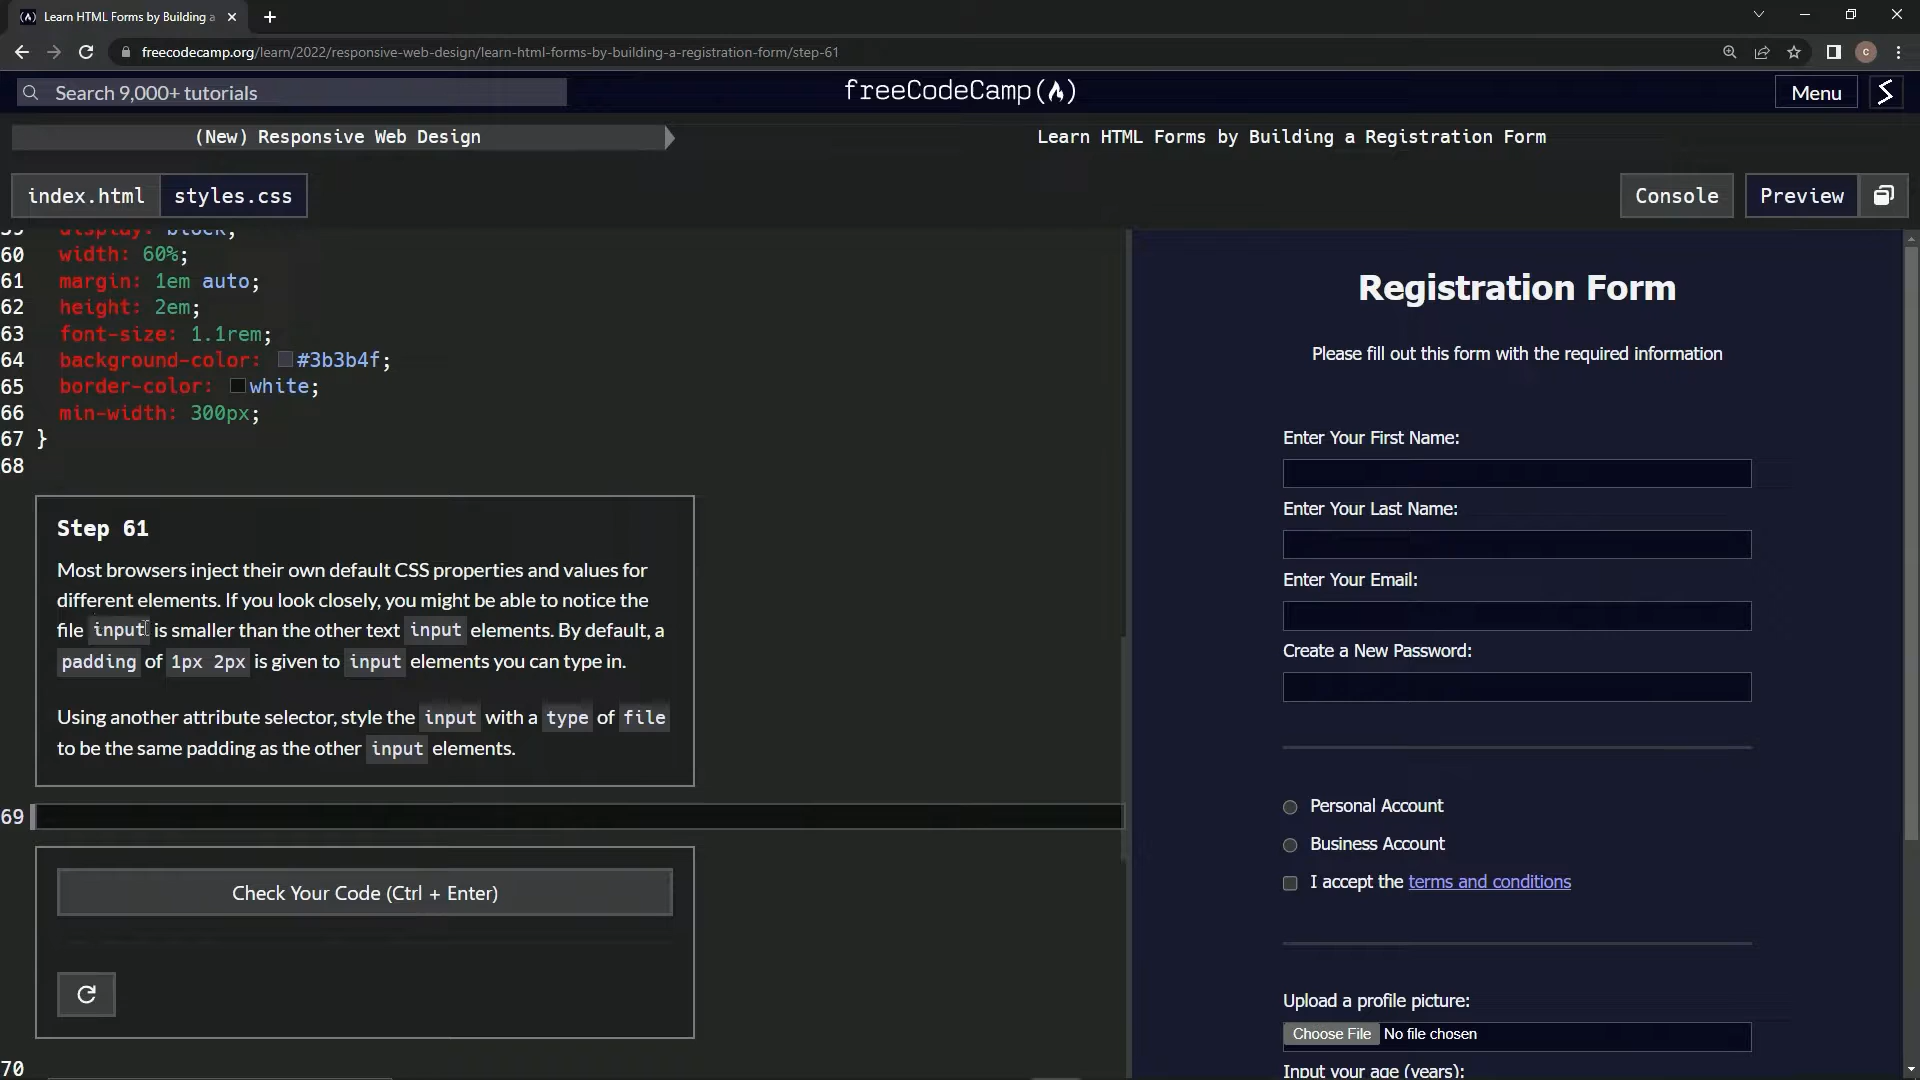 Learn HTML Forms by Building a
freecodecamp.org/learn/2022/responsive-web-design/learn-html-forms-by-building-a-registration-form/step-61
C
Search 9,000+ tutorials
freeCodeCamp
Menu
(New) Responsive Web Design
Learn HTML Forms by Building a Registration Form
index.html
styles.css
Console
Preview
59 display: block;
60 width: 60%;
61 margin: 1em auto;
62 height: 2em;
63 font-size: 1.1rem;
64 background-color: #3b3b4f;
65 border-color: white;
66 min-width: 300px;
67 }
68
Step 61
Most browsers inject their own default CSS properties and values for
different elements. If you look closely, you might be able to notice the
file input is smaller than the other text input elements. By default, a
padding of 1px 2px is given to input elements you can type in.
Using another attribute selector, style the input with a type of file
to be the same padding as the other input elements.
69
Check Your Code (Ctrl + Enter)
70
Registration Form
Please fill out this form with the required information
Enter Your First Name:
Enter Your Last Name:
Enter Your Email:
Create a New Password:
Personal Account
Business Account
I accept the terms and conditions
Upload a profile picture:
Choose File No file chosen
Input your age (years):